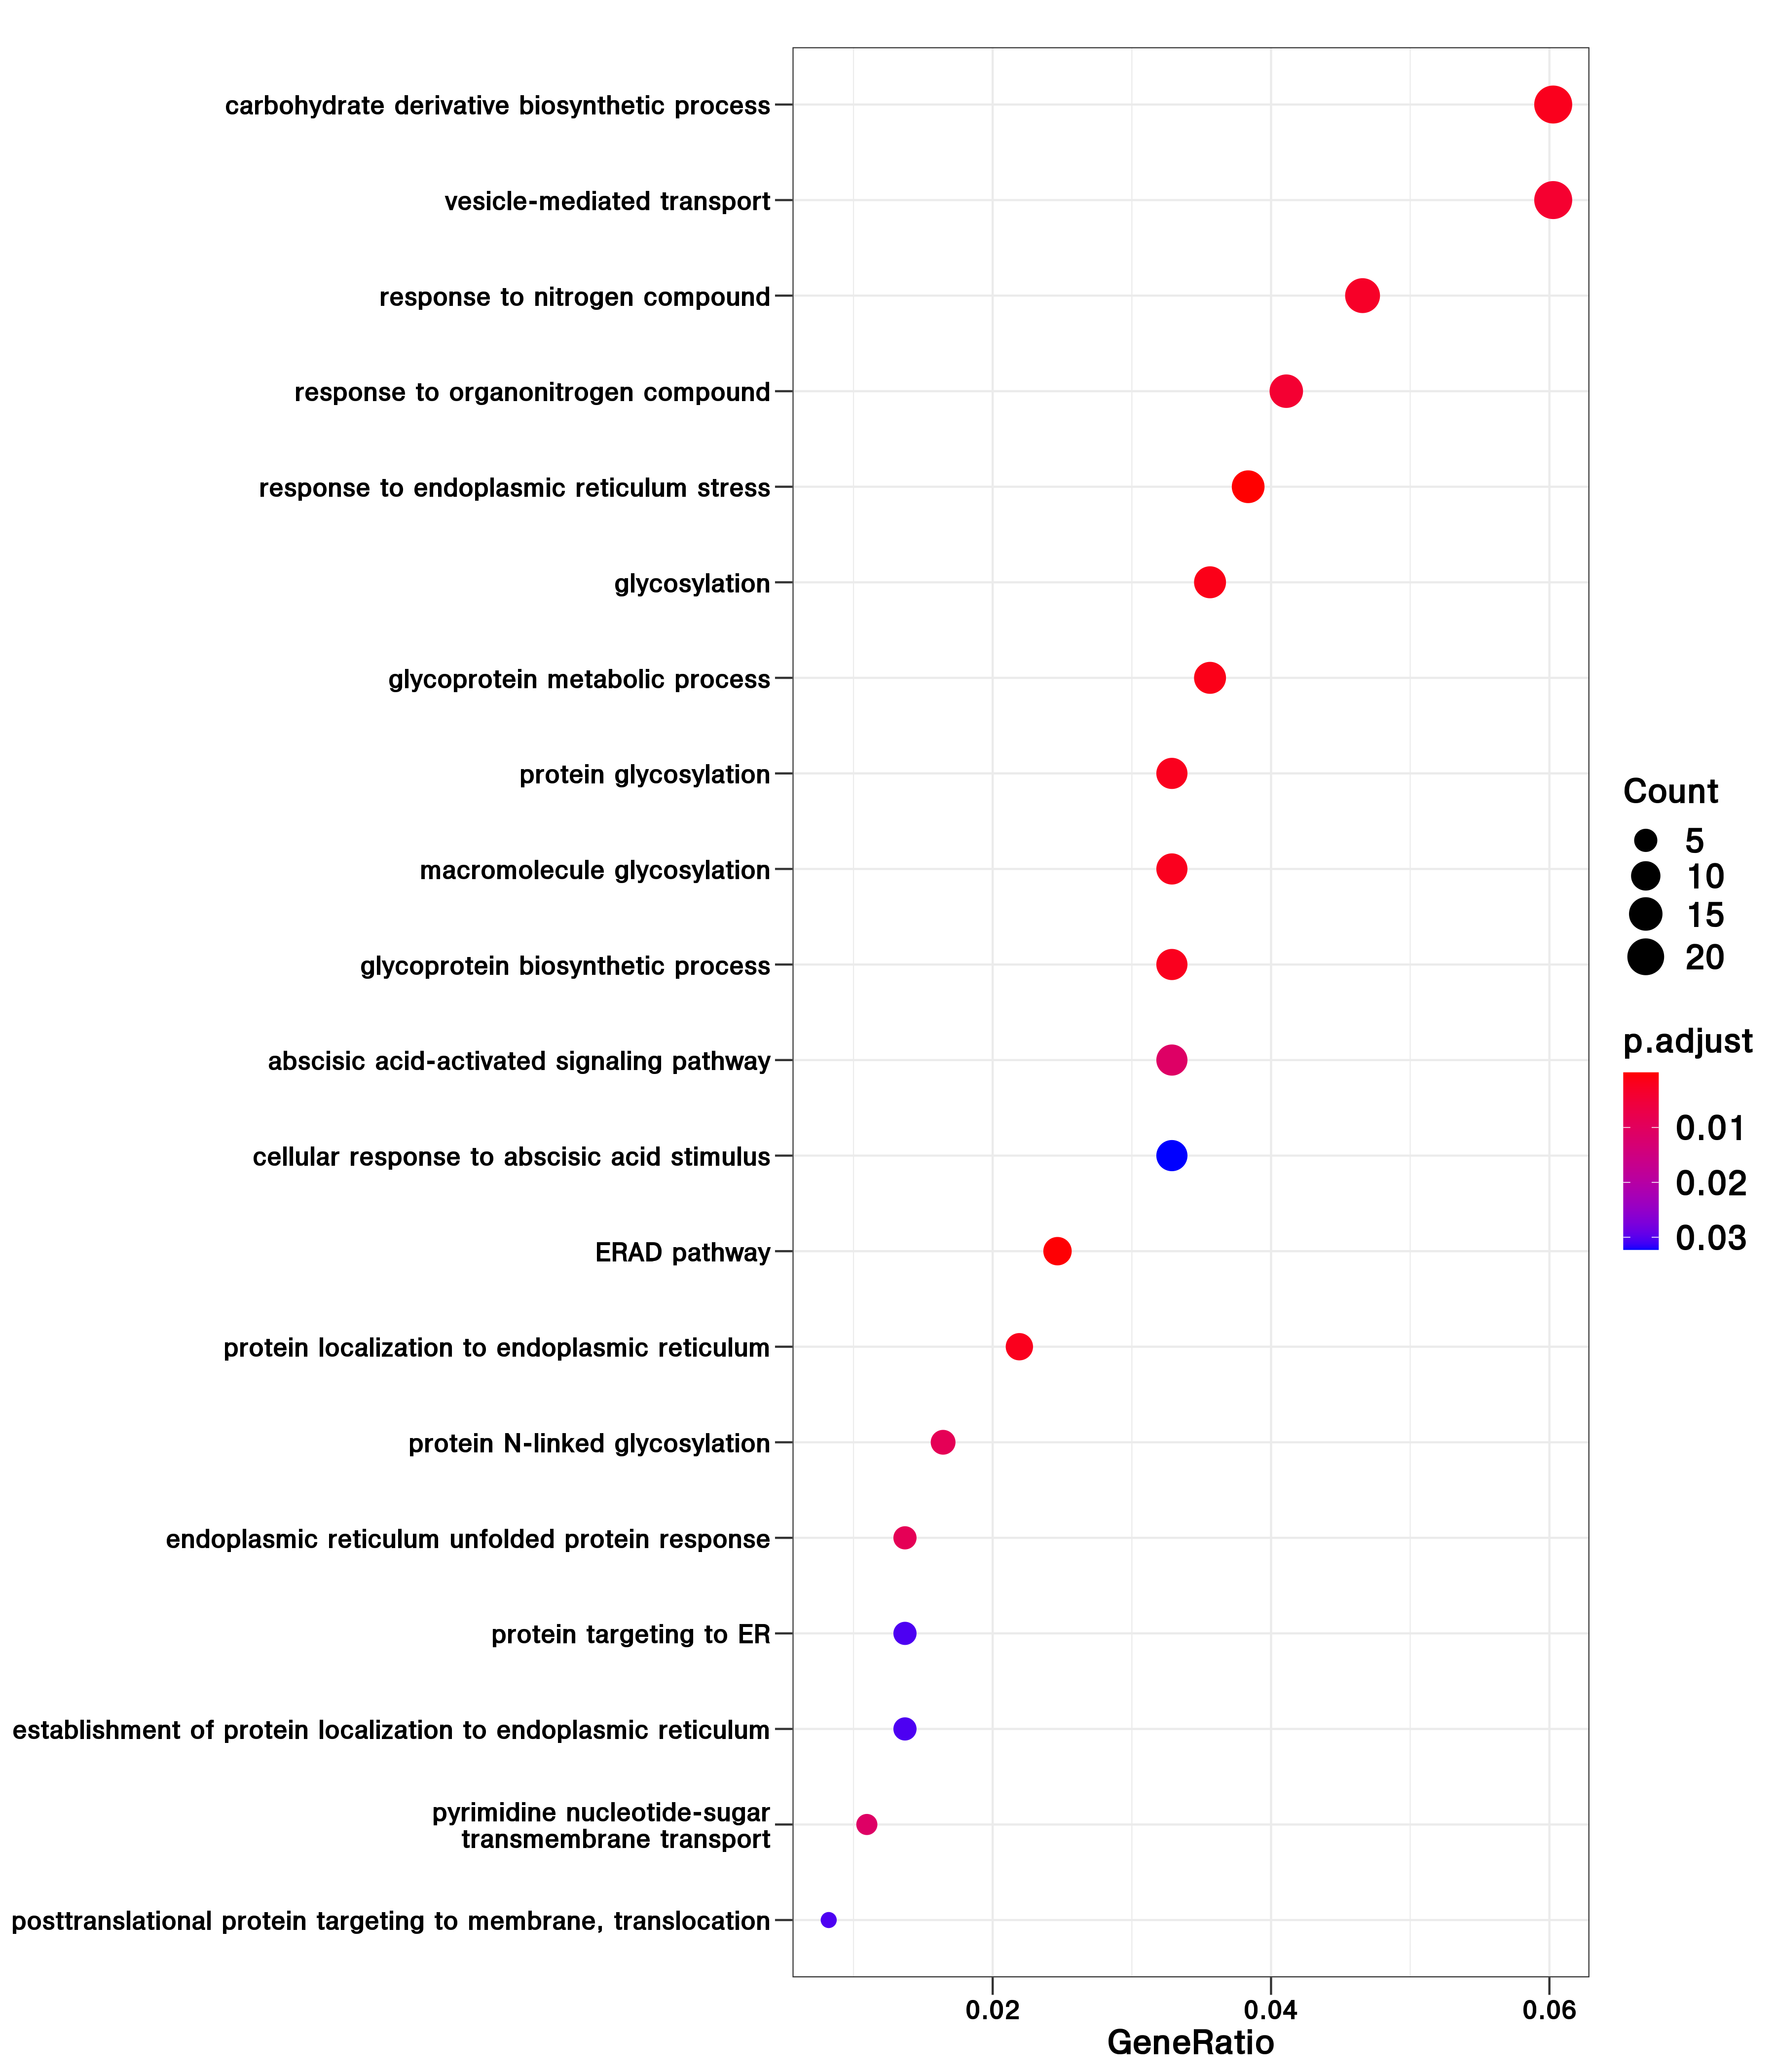 carbohydrate derivative biosynthetic process
vesicle-mediated transport
response to nitrogen compound
response to organonitrogen compound
response to endoplasmic reticulum stress
glycosylation
glycoprotein metabolic process
protein glycosylation
macromolecule glycosylation
glycoprotein biosynthetic process
abscisic acid-activated signaling pathway
cellular response to abscisic acid stimulus
ERAD pathway
protein localization to endoplasmic reticulum
protein N-linked glycosylation
endoplasmic reticulum unfolded protein response
protein targeting to ER
establishment of protein localization to endoplasmic reticulum
pyrimidine nucleotide-sugar
transmembrane transport
posttranslational protein targeting to membrane, translocation
0.02 0.04 0.06
GeneRatio
Count
5
10
15
20
p.adjust
0.01
0.02
0.03